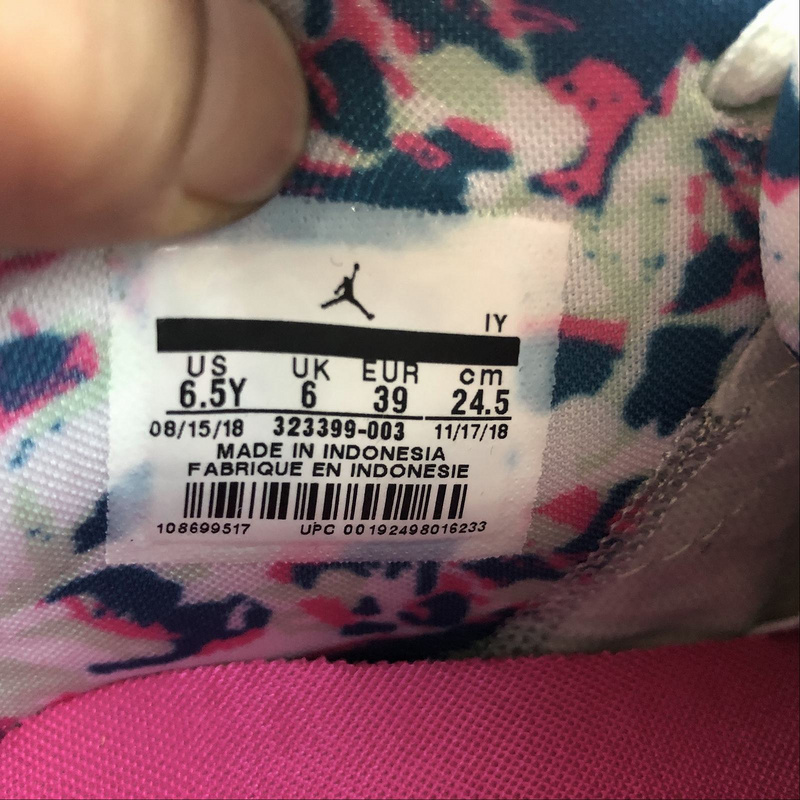 IY
US UK EUR cm
6.5Y 6 39 24.5
08/15/18 323399-003 11/17/18
MADE IN INDONESIA
FABRIQUE EN INDONESIE
108699517 UPC 00192498016233